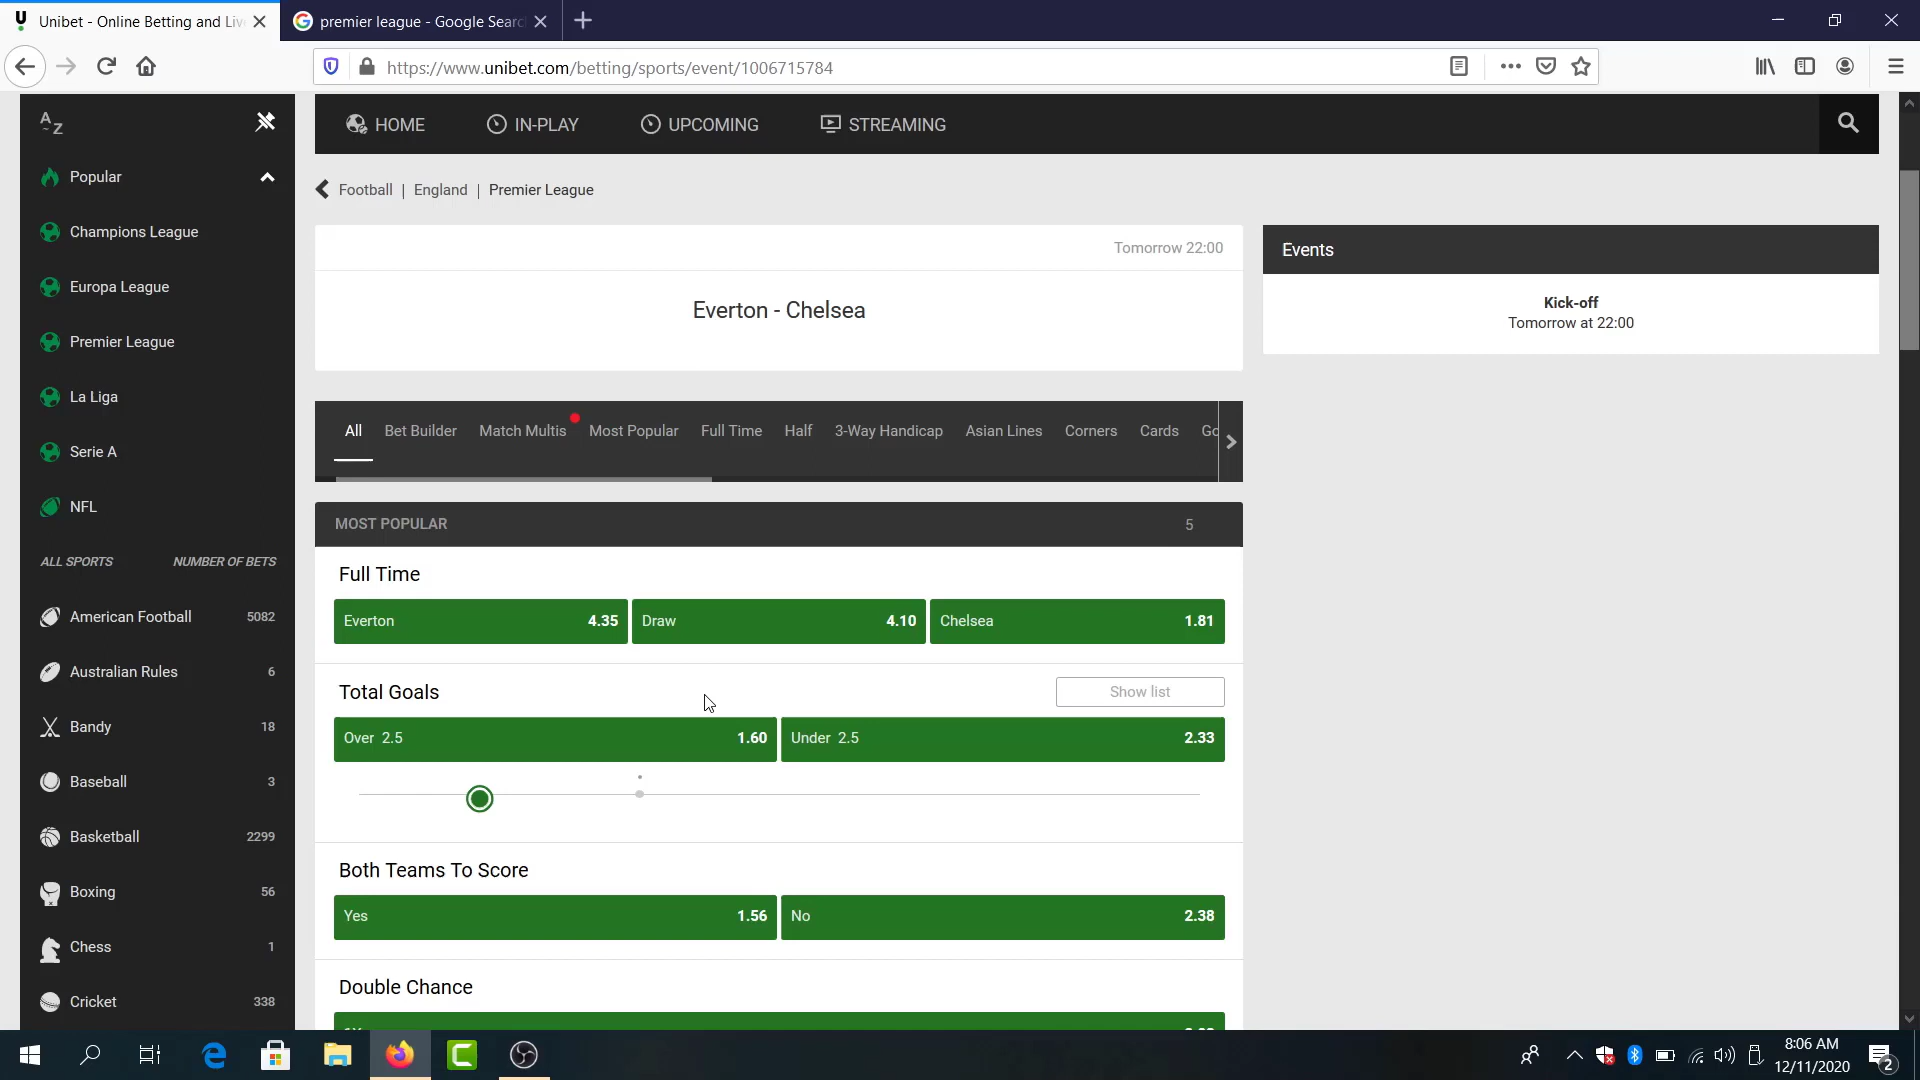 Unibet - Online Betting and Live
premier league - Google Searc
https://www.unibet.com/betting/sports/event/1006715784
A
~ Z
Popular
Champions League
Europa League
Premier League
La Liga
Serie A
NFL
ALL SPORTS NUMBER OF BETS
American Football 5082
Australian Rules 6
Bandy 18
Baseball 3
Basketball 2299
Boxing 56
Chess 1
Cricket 338
HOME IN-PLAY UPCOMING STREAMING
Football | England | Premier League
Tomorrow 22:00
Everton - Chelsea
Events
Kick-off
Tomorrow at 22:00
All Bet Builder Match Multis Most Popular Full Time Half 3-Way Handicap Asian Lines Corners Cards Go
MOST POPULAR 5
Full Time
Everton 4.35 Draw 4.10 Chelsea 1.81
Total Goals Show list
Over 2.5 1.60 Under 2.5 2.33
Both Teams To Score
Yes 1.56 No 2.38
Double Chance
8:06 AM
12/11/2020
2